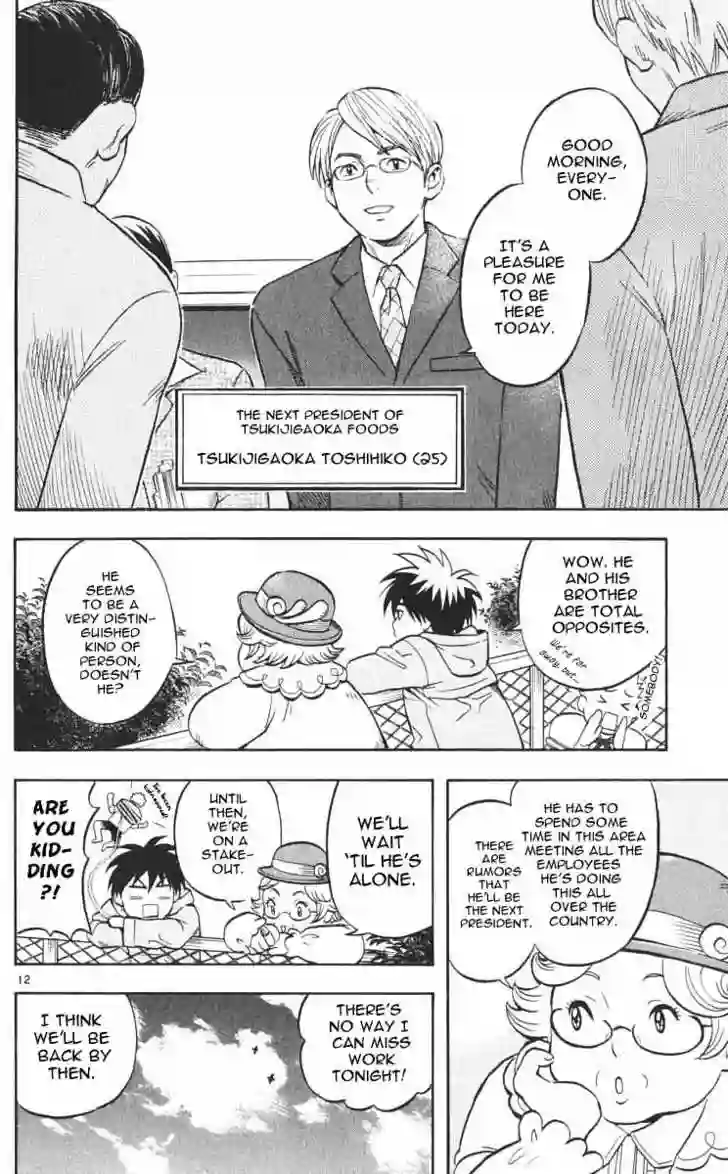 GOOD
MORNING,
EVERY-
ONE.
IT'S A
PLEASURE
FOR ME
TO BE
HERE
TODAY.
THE NEXT PRESIDENT OF
TSUKIJIGAOKA FOODS
TSUKIJIGAOKA TOSHIHIKO (25)
WOW. HE
AND HIS
BROTHER
ARE TOTAL
OPPOSITES.
We're far
away, but...
SOMEBODY!
HE
SEEMS
TO BE A
VERY DISTIN-
GUISHED
KIND OF
PERSON,
DOESN'T
HE?
HE HAS TO
SPEND SOME
TIME IN THIS AREA
MEETING ALL THE
EMPLOYEES
HE'S DOING
THIS ALL
OVER THE
COUNTRY.
THERE
ARE
RUMORS
THAT
HE'LL BE
THE NEXT
PRESIDENT.
WE'LL
WAIT
'TIL HE'S
ALONE.
UNTIL
THEN,
WE'RE
ON A
STAKE-
OUT.
I've been
kidnapped!
ARE
YOU
KID-
DING
?!
12
THERE'S
NO WAY I
CAN MISS
WORK
TONIGHT!
I THINK
WE'LL BE
BACK BY
THEN.